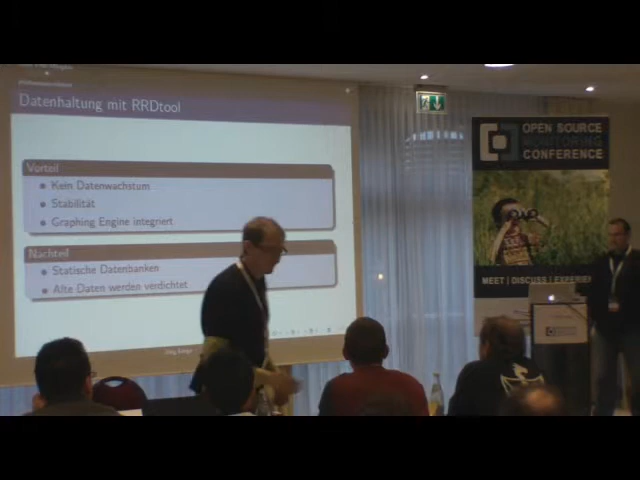 Datenhaltung mit RRDtool
Vorteil
Kein Datenwachstum
Stabilität
Graphing Engine integriert
Nachteil
Statische Datenbanken
Alte Daten werden verdichtet
OPEN SOURCE
MONITORING
CONFERENCE
MEET | DISCUSS | EXPERIE